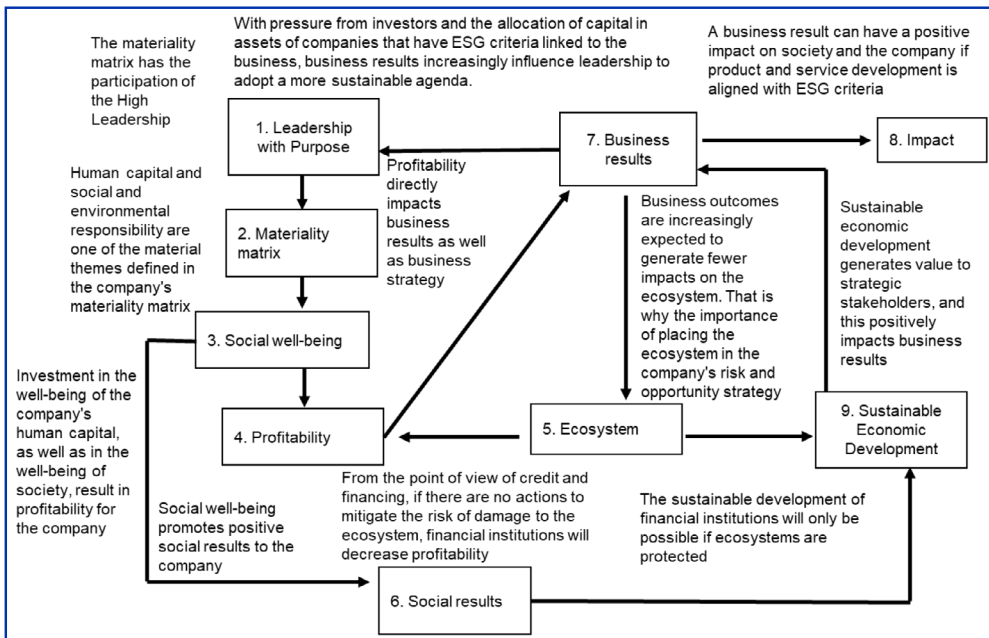 The materiality
matrix has the
participation of
the High
Leadership
With pressure from investors and the allocation of capital in
assets of companies that have ESG criteria linked to the
business, business results increasingly influence leadership to
adopt a more sustainable agenda.
A business result can have a positive
impact on society and the company if
product and service development is
aligned with ESG criteria
1. Leadership
with Purpose
7. Business
results
8. Impact
Human capital and
social and
environmental
responsibility are
one of the material
themes defined in
the company's
materiality matrix
Profitability
directly
impacts
business
results as well
as business
strategy
2. Materiality
matrix
Business outcomes
are increasingly
expected to
generate fewer
impacts on the
ecosystem. That is
why the importance
of placing the
ecosystem in the
company's risk and
opportunity strategy
Sustainable
economic
development
generates value to
strategic
stakeholders, and
this positively
impacts business
results
3. Social well-being
Investment in the
well-being of the
company's
human capital,
as well as in the
well-being of
society, result in
profitability for
the company
4. Profitability
5. Ecosystem
9. Sustainable
Economic
Development
Social well-being
promotes positive
social results to the
company
From the point of view of credit and
financing, if there are no actions to
mitigate the risk of damage to the
ecosystem, financial institutions will
decrease profitability
The sustainable development of
financial institutions will only be
possible if ecosystems are
protected
6. Social results